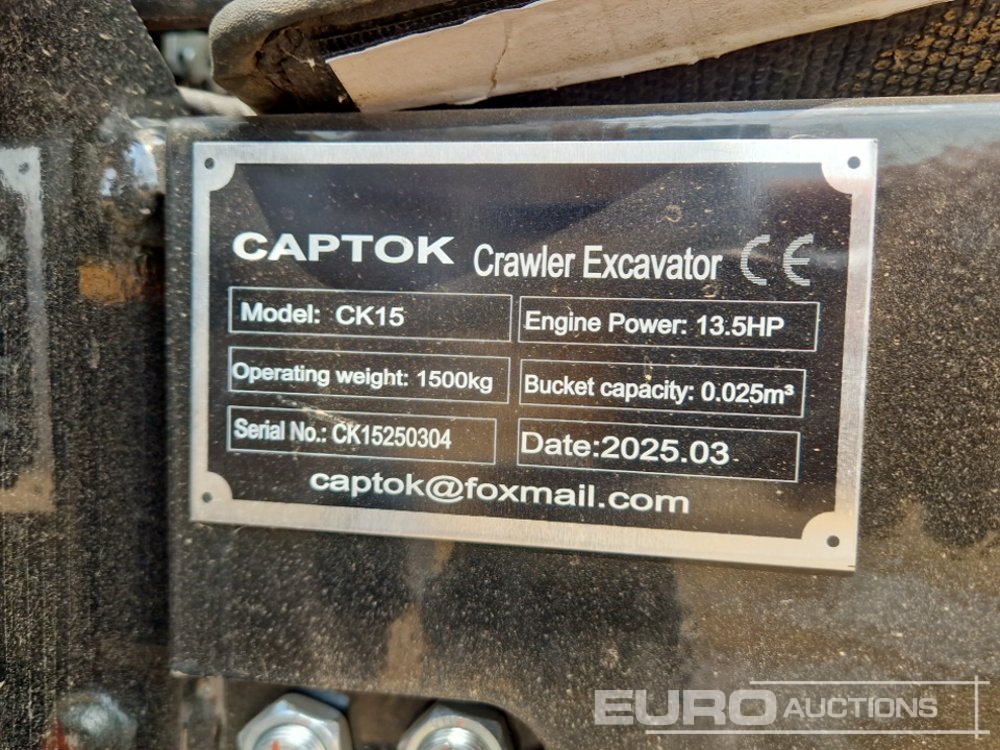 CAPTOK Crawler Excavator CE
Model: CK15
Engine Power: 13.5HP
Operating weight: 1500kg
Bucket capacity: 0.025m³
Serial No.: CK15250304
Date:2025.03
captok@foxmail.com
EURO AUCTIONS